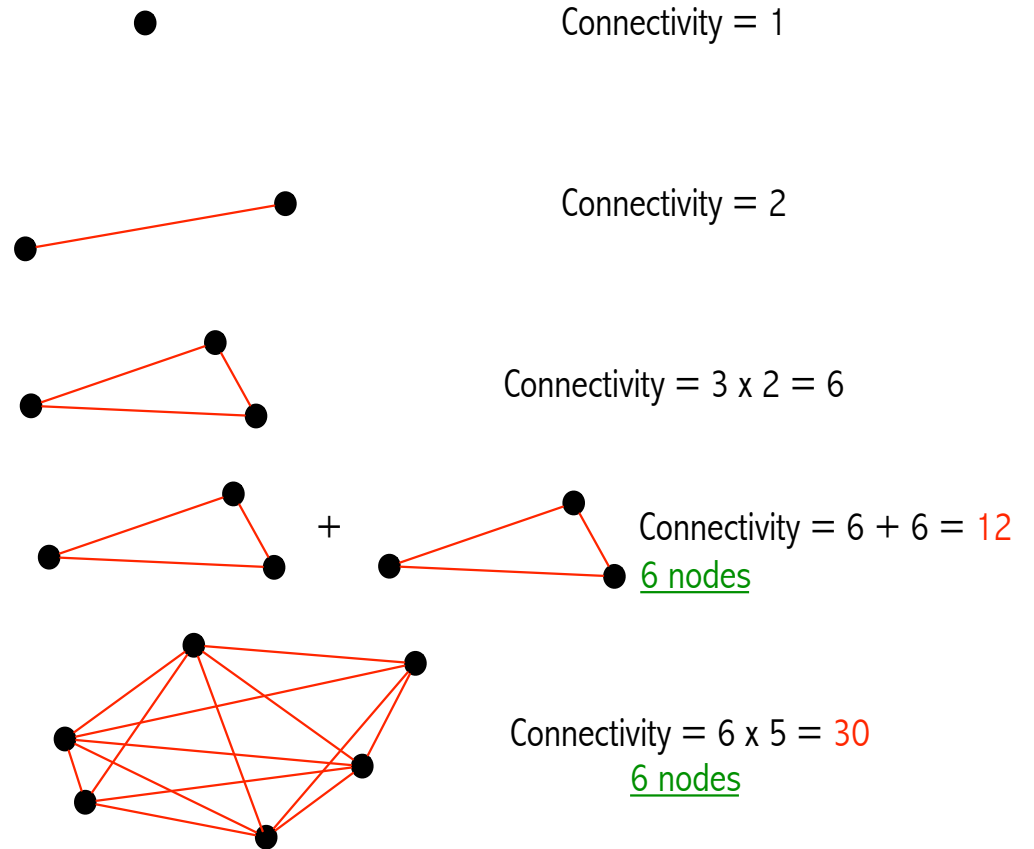 Connectivity = 1
Connectivity = 2
Connectivity = 3 x 2 = 6
+
Connectivity = 6 + 6 = 12
6 nodes
Connectivity = 6 x 5 = 30
6 nodes